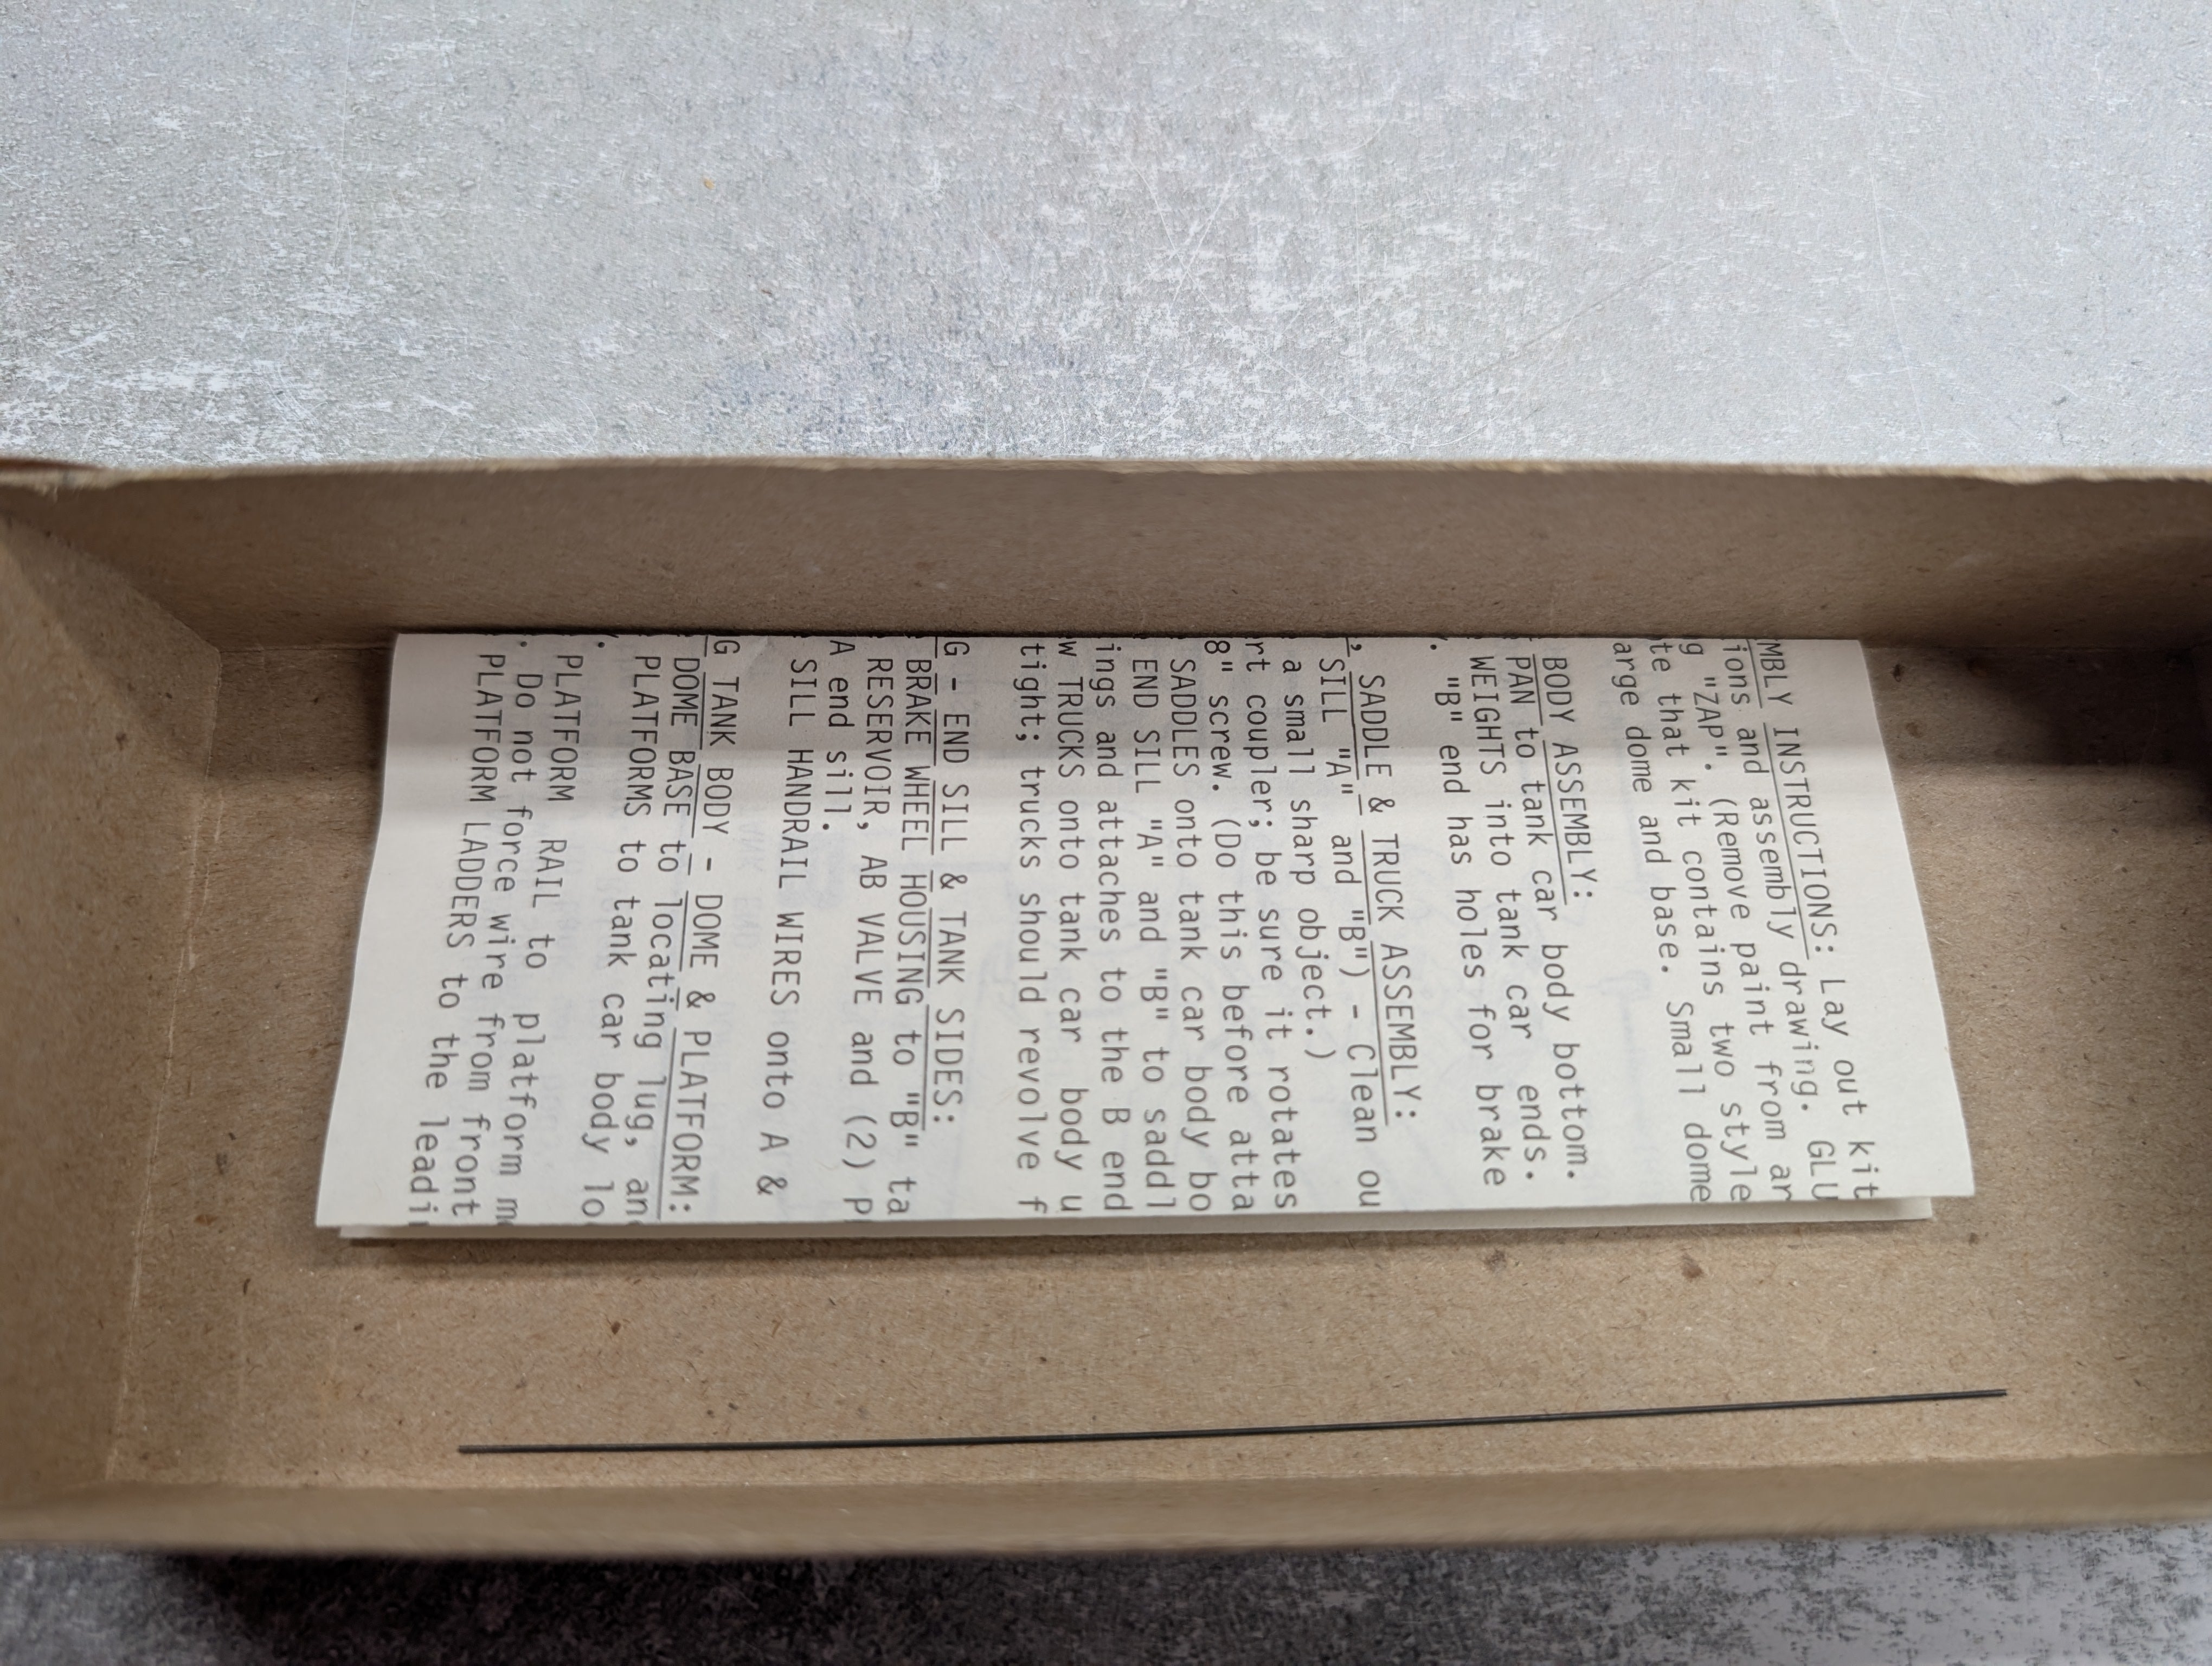 MBLY INSTRUCTIONS: Lay out kit
ions and assembly drawing. GLU
g "ZAP". (Remove paint from ar
te that kit contains two style
arge dome and base. Small dome
BODY ASSEMBLY:
PAN to tank car body bottom.
WEIGHTS into tank car ends.
. "B" end has holes for brake
, SADDLE & TRUCK ASSEMBLY:
SILL "A" and "B") - Clean ou
a small sharp object.)
rt coupler; be sure it rotates
8" screw. (Do this before atta
SADDLES onto tank car body bo
END SILL "A" and "B" to saddl
ings and attaches to the B end
w TRUCKS onto tank car body u
tight; trucks should revolve f
G - END SILL & TANK SIDES:
BRAKE WHEEL HOUSING to "B" ta
RESERVOIR, AB VALVE and (2) p
A end sill.
SILL HANDRAIL WIRES onto A &
G TANK BODY - DOME & PLATFORM:
DOME BASE to locating lug, an
PLATFORMS to tank car body lo
.
PLATFORM RAIL to platform m
. Do not force wire from front
PLATFORM LADDERS to the leadi